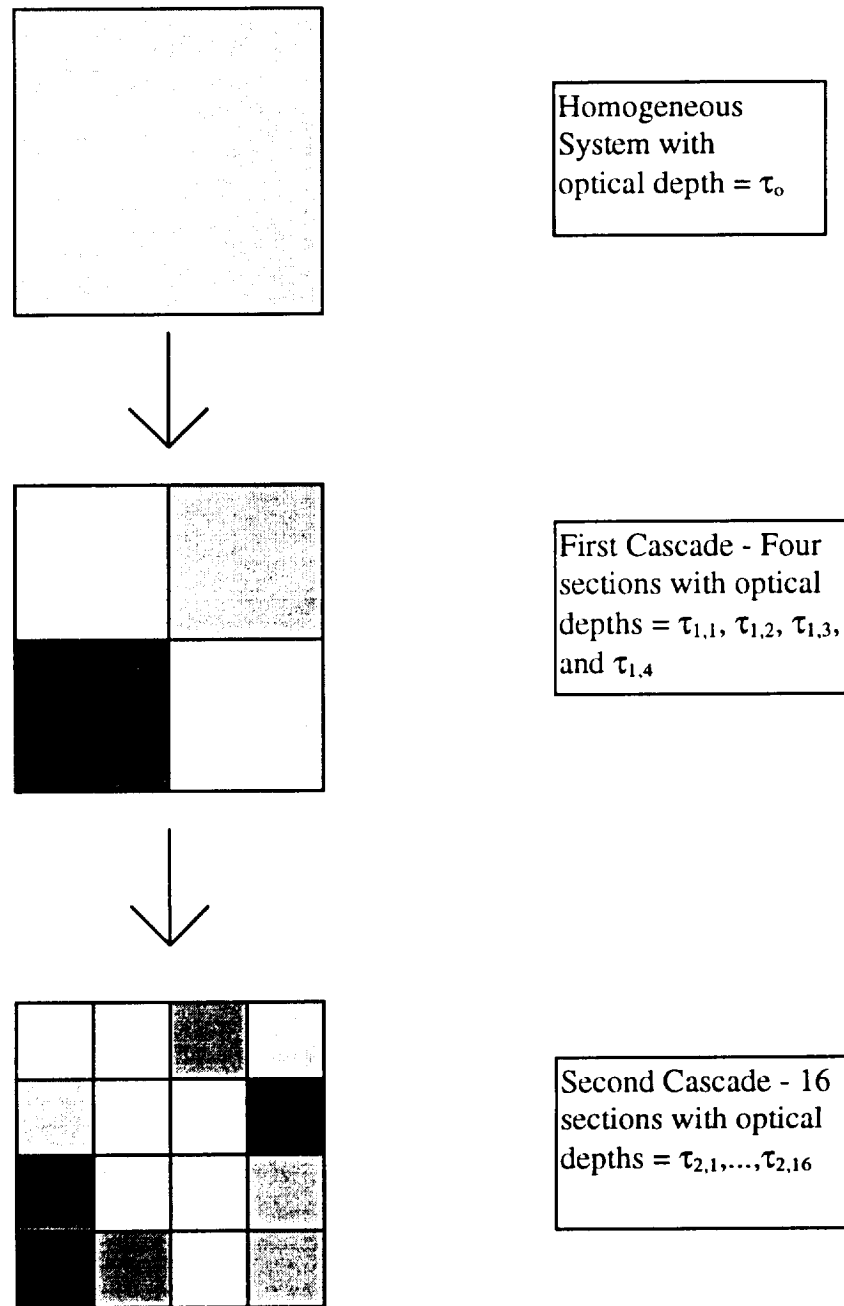 Homogeneous
System with
optical depth = τₒ
First Cascade - Four
sections with optical
depths = τ₁,₁, τ₁,₂, τ₁,₃,
and τ₁,₄
Second Cascade - 16
sections with optical
depths = τ₂,₁,...,τ₂,₁₆